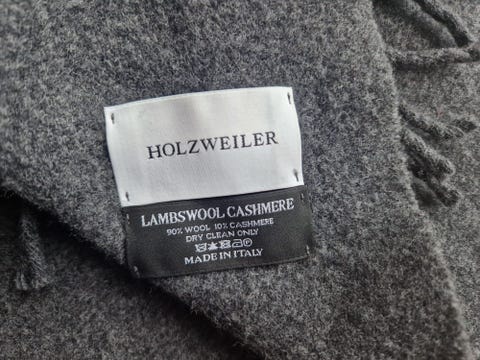 HOLZWEILER
LAMBSWOOL CASHMERE
90% WOOL 10% CASHMERE
DRY CLEAN ONLY
MADE IN ITALY